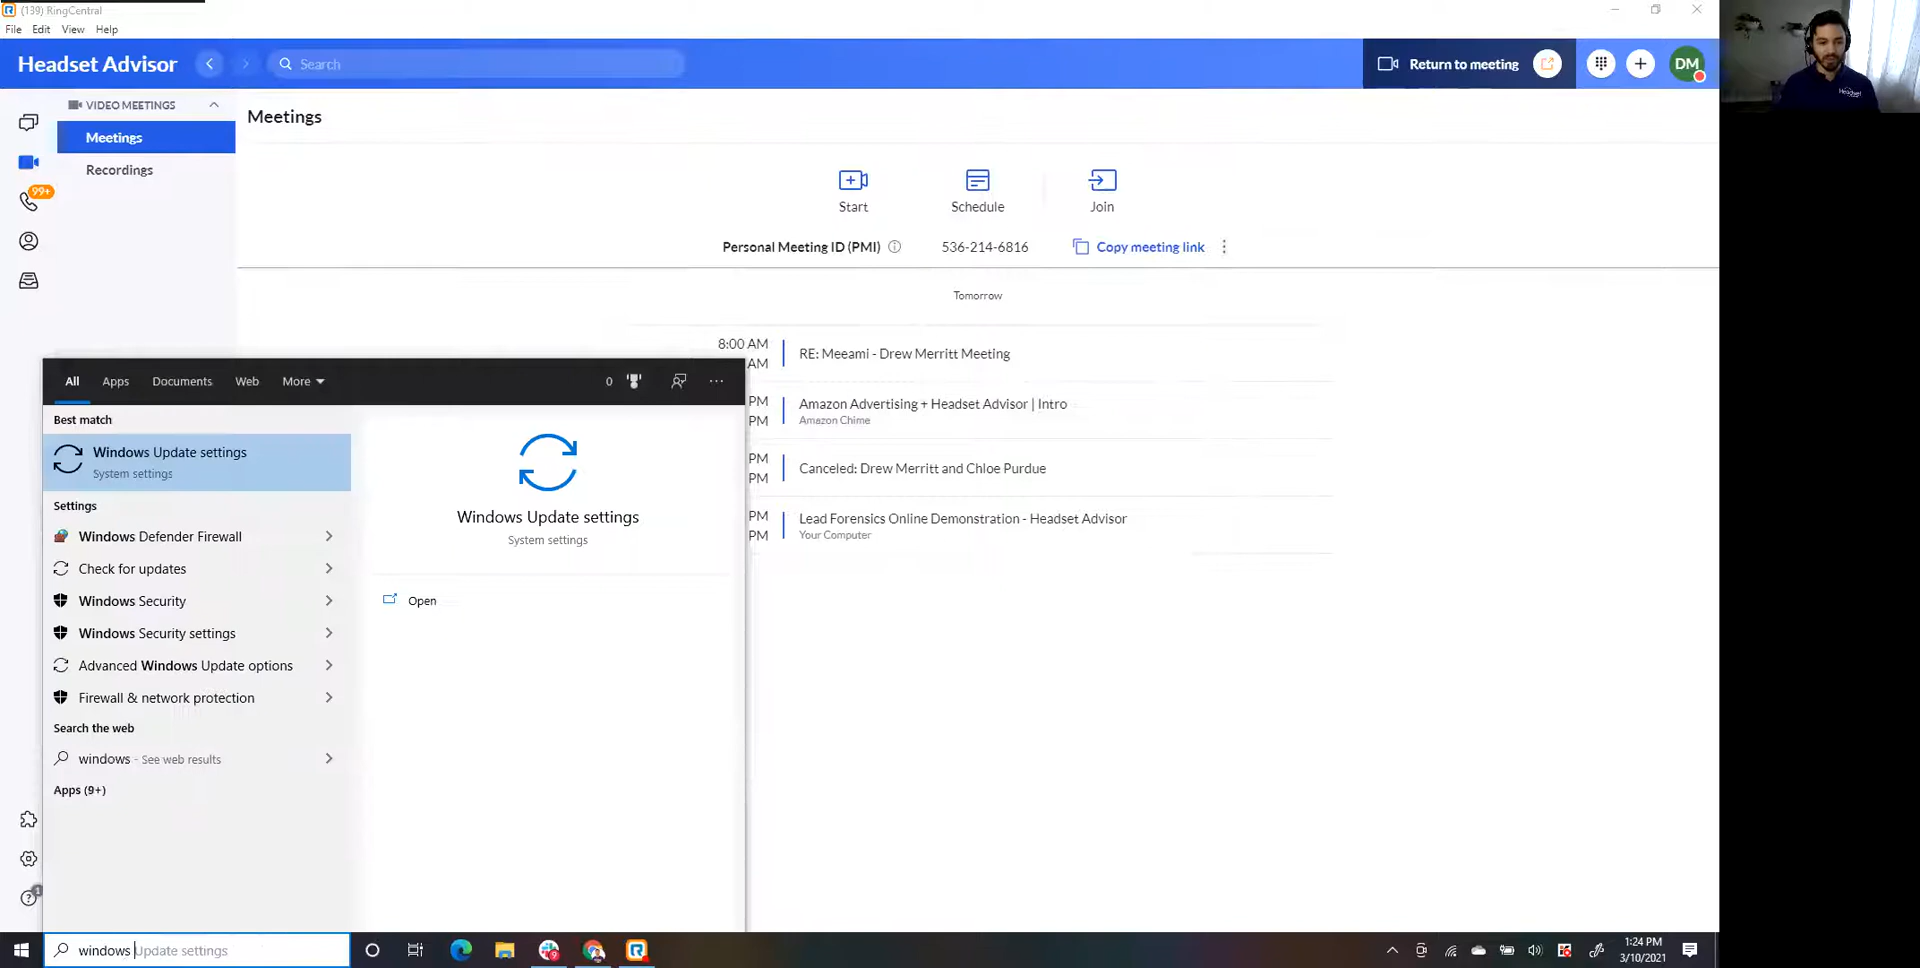 (139) RingCentral
File Edit View Help
Headset Advisor
Search
Return to meeting
DM
VIDEO MEETINGS
Meetings
Recordings
99+
Meetings
Start Schedule Join
Personal Meeting ID (PMI) 536-214-6816 Copy meeting link
Tomorrow
8:00 AM
AM
RE: Meeami - Drew Merritt Meeting
PM
PM
Amazon Advertising + Headset Advisor | Intro
Amazon Chime
PM
PM
Canceled: Drew Merritt and Chloe Purdue
PM
PM
Lead Forensics Online Demonstration - Headset Advisor
Your Computer
All Apps Documents Web More 0
Best match
Windows Update settings
System settings
Settings
Windows Defender Firewall
Check for updates
Windows Security
Windows Security settings
Advanced Windows Update options
Firewall & network protection
Search the web
windows - See web results
Apps (9+)
Windows Update settings
System settings
Open
1
windows Update settings
9
1:24 PM
3/10/2021
Headset